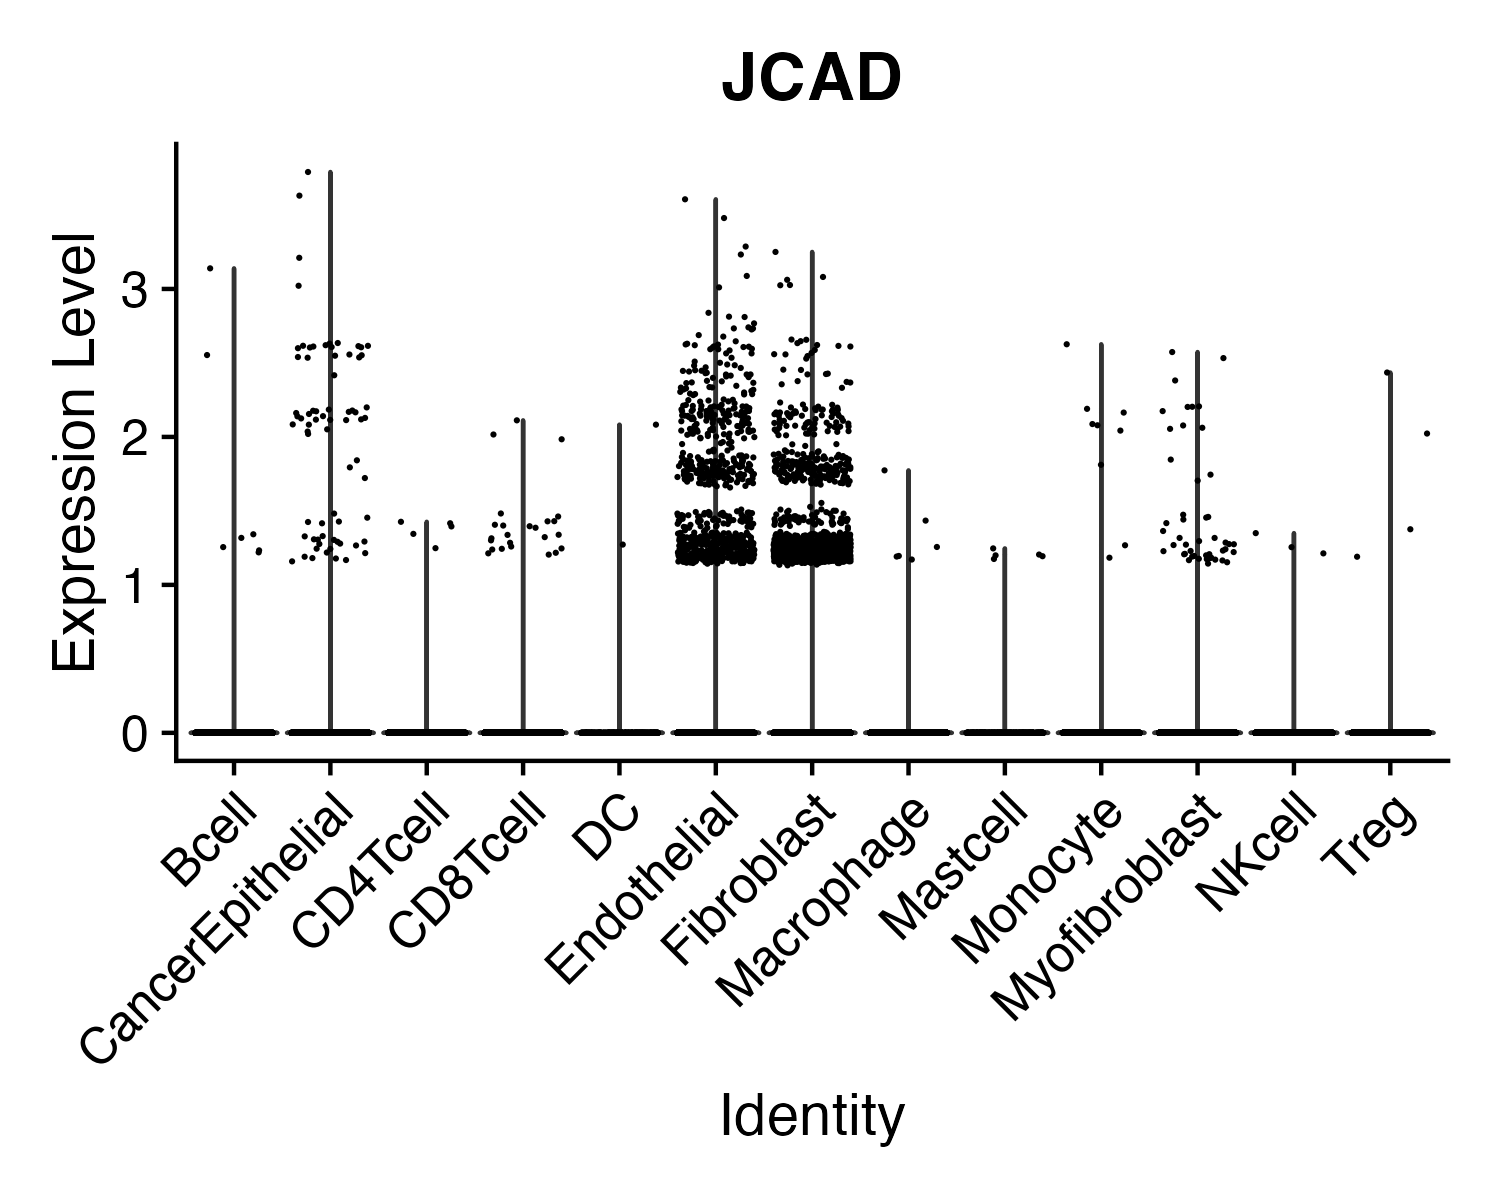 JCAD
Expression Level
3
2
1
0
Bcell
CancerEpithelial
CD4Tcell
CD8Tcell
DC
Endothelial
Fibroblast
Macrophage
Mastcell
Monocyte
Myofibroblast
NKcell
Treg
Identity